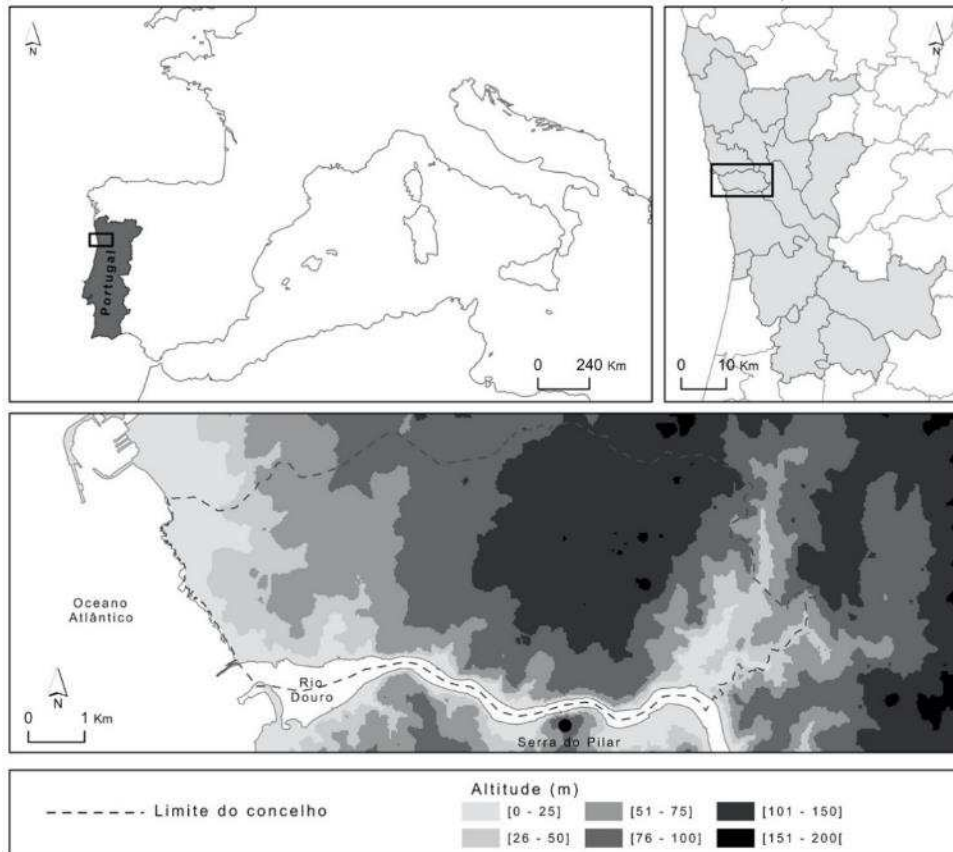 N
Portugal
0 240 Km
N
0 10 Km
Oceano
Atlântico
N
0 1 Km
Rio
Douro
Serra do Pilar
Limite do concelho
Altitude (m)
[0 - 25] [51 - 75] [101 - 150]
[26 - 50] [76 - 100] [151 - 200[